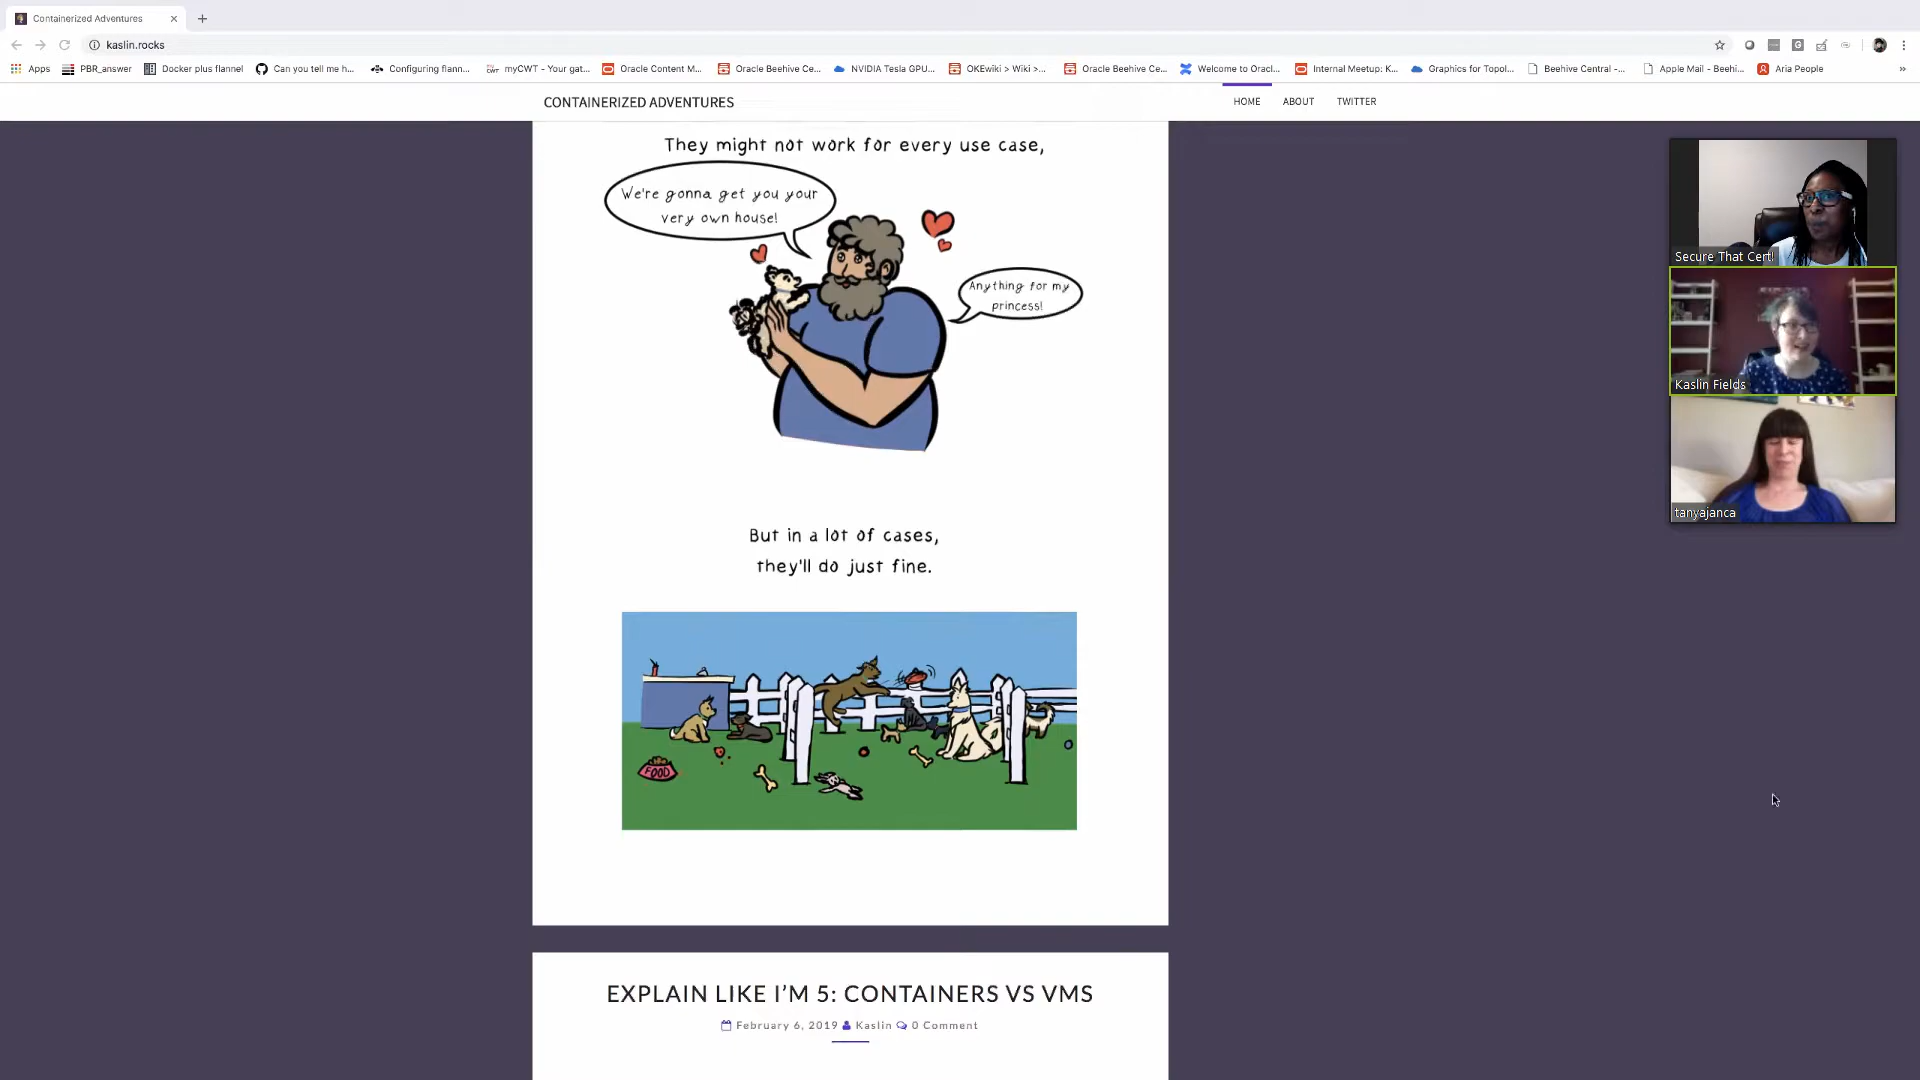 Containerized Adventures
kaslin.rocks
Apps
PBR_answer
Docker plus flannel
Can you tell me h...
Configuring flann...
myCWT - Your gat...
Oracle Content M...
Oracle Beehive Ce...
NVIDIA Tesla GPU...
OKEwiki > Wiki >...
Oracle Beehive Ce...
Welcome to Oracl...
Internal Meetup: K...
Graphics for Topol...
Beehive Central -...
Apple Mail - Beehi...
Aria People
»
CONTAINERIZED ADVENTURES
HOME
ABOUT
TWITTER
They might not work for every use case,
We're gonna get you your
very own house!
Anything for my
princess!
But in a lot of cases,
they'll do just fine.
FOOD
EXPLAIN LIKE I'M 5: CONTAINERS VS VMS
February 6, 2019 Kaslin 0 Comment
Secure That Cert!
Kaslin Fields
tanyajanca